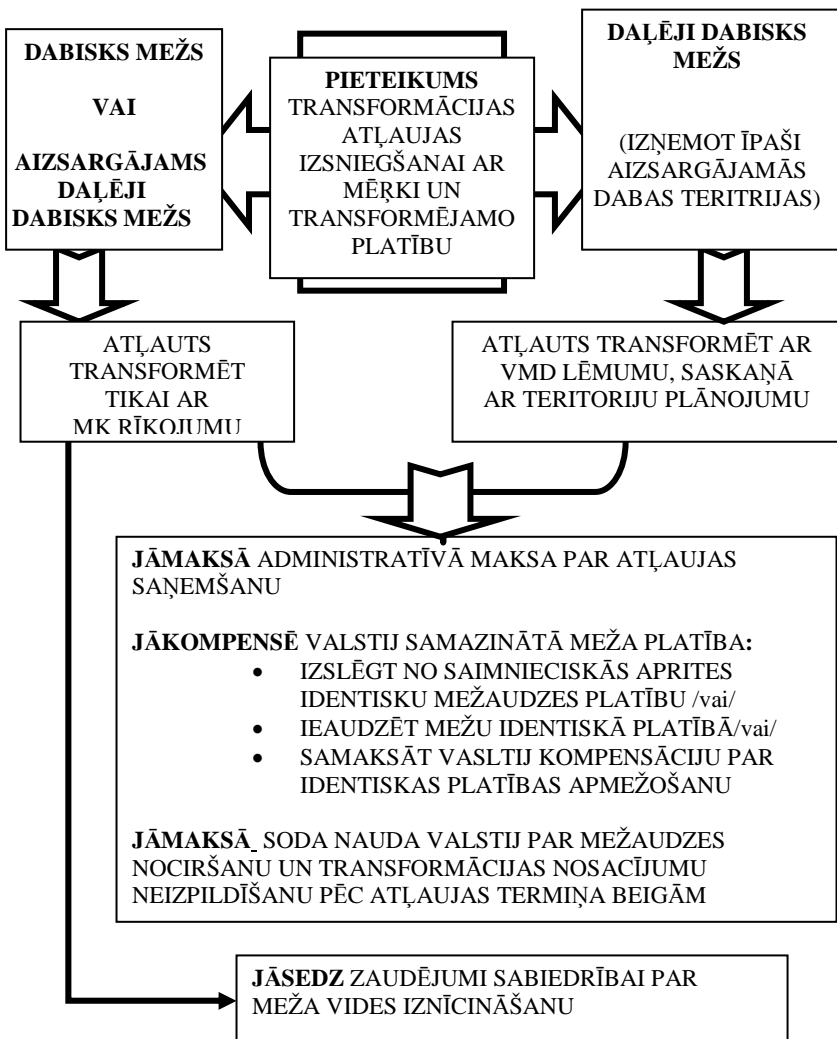 DABISKS MEŽS
VAI
AIZSARGĀJAMS
DAĻĒJI
DABISKS MEŽS
PIETEIKUMS
TRANSFORMĀCIJAS
ATĻAUJAS
IZSNIEGŠANAI AR
MĒRĶI UN
TRANSFORMĒJAMO
PLATĪBU
DAĻĒJI DABISKS
MEŽS
(IZŅEMOT ĪPAŠI
AIZSARGĀJAMĀS
DABAS TERITRIJAS)
ATĻAUTS
TRANSFORMĒT
TIKAI AR
MK RĪKOJUMU
ATĻAUTS TRANSFORMĒT AR
VMD LĒMUMU, SASKAŅĀ
AR TERITORIJU PLĀNOJUMU
JĀMAKSĀ ADMINISTRATĪVĀ MAKSA PAR ATĻAUJAS
SAŅEMŠANU
JĀKOMPENSĒ VALSTIJ SAMAZINĀTĀ MEŽA PLATĪBA:
• IZSLĒGT NO SAIMNIECISKĀS APRITES
IDENTISKU MEŽAUDZES PLATĪBU /vai/
• IEAUDZĒT MEŽU IDENTISKĀ PLATĪBĀ/vai/
• SAMAKSĀT VASLTIJ KOMPENSĀCIJU PAR
IDENTISKAS PLATĪBAS APMEŽOŠANU
JĀMAKSĀ SODA NAUDA VALSTIJ PAR MEŽAUDZES
NOCIRŠANU UN TRANSFORMĀCIJAS NOSACĪJUMU
NEIZPILDĪŠANU PĒC ATĻAUJAS TERMIŅA BEIGĀM
JĀSEDZ ZAUDĒJUMI SABIEDRĪBAI PAR
MEŽA VIDES IZNĪCINĀŠANU